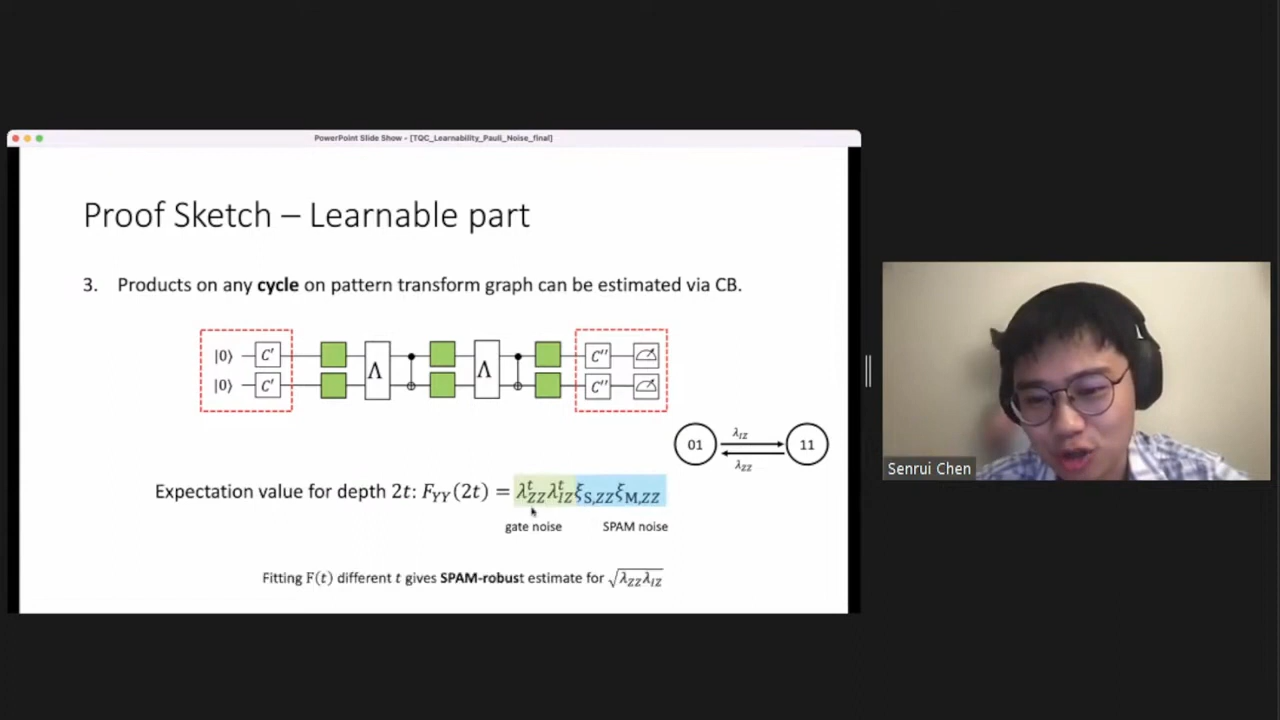 PowerPoint Slide Show - [TQC_Learnability_Pauli_Noise_final]
Proof Sketch – Learnable part
3. Products on any cycle on pattern transform graph can be estimated via CB.
|0⟩ C′ Λ Λ C′′
|0⟩ C′ C′′
01 λ_IZ 11
λ_ZZ
Expectation value for depth 2t: F_YY(2t) = λ^t_ZZ λ^t_IZ ξ_S,ZZ ξ_M,ZZ
gate noise SPAM noise
Fitting F(t) different t gives SPAM-robust estimate for √λ_ZZ λ_IZ
Senrui Chen